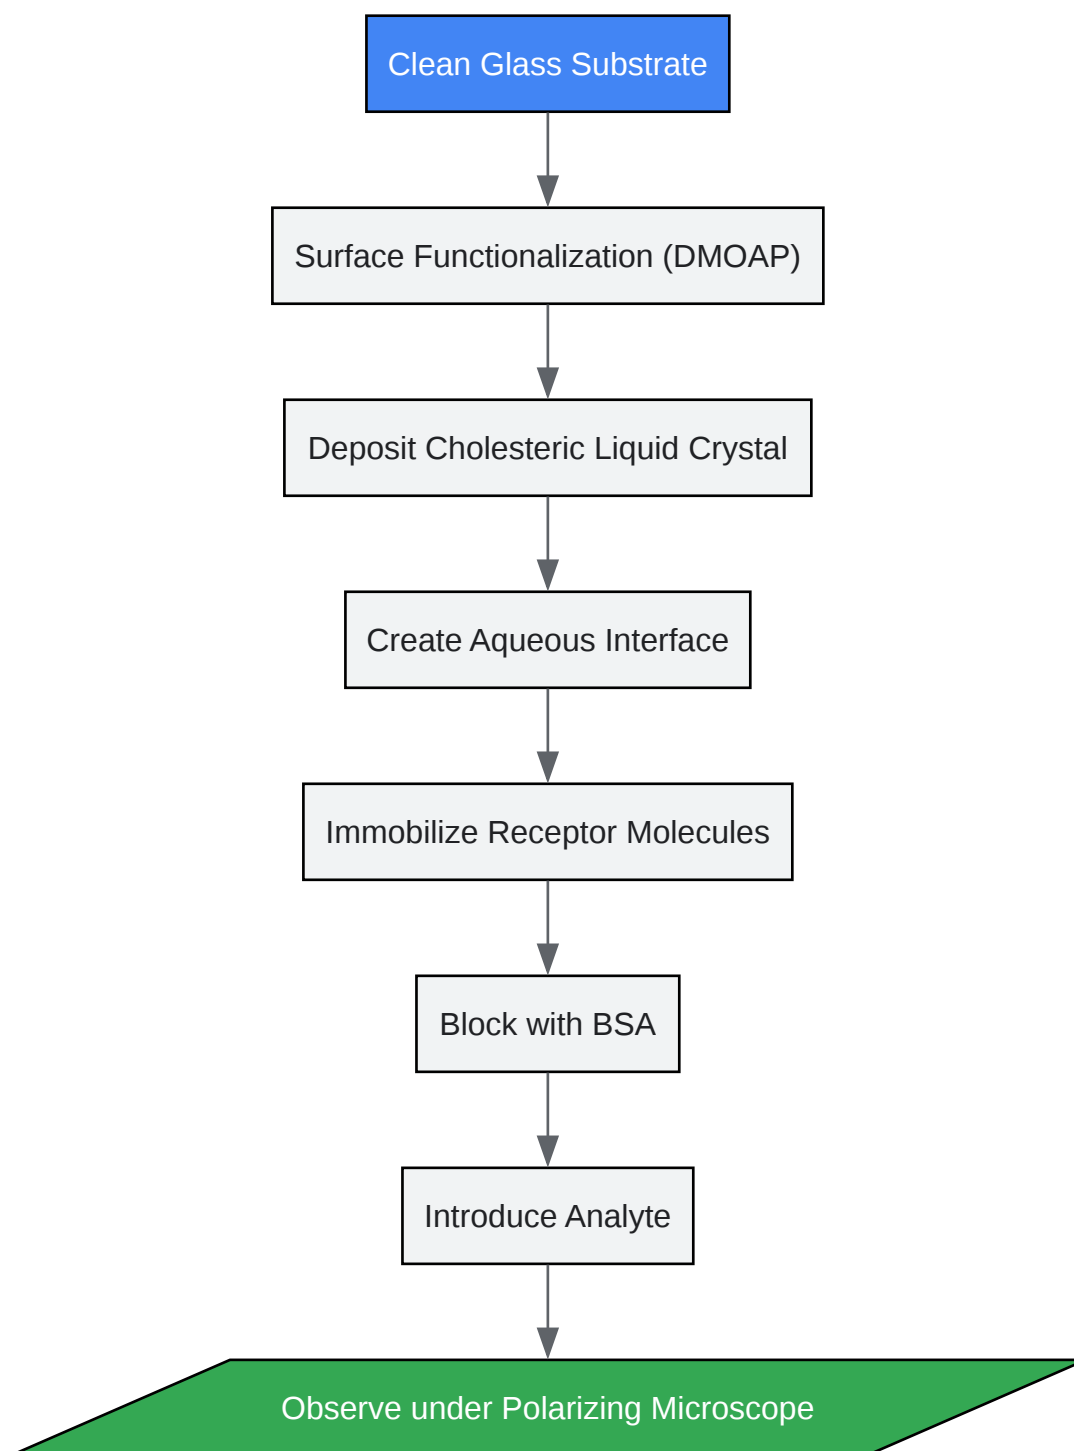 Clean Glass Substrate
Surface Functionalization (DMOAP)
Deposit Cholesteric Liquid Crystal
Create Aqueous Interface
Immobilize Receptor Molecules
Block with BSA
Introduce Analyte
Observe under Polarizing Microscope